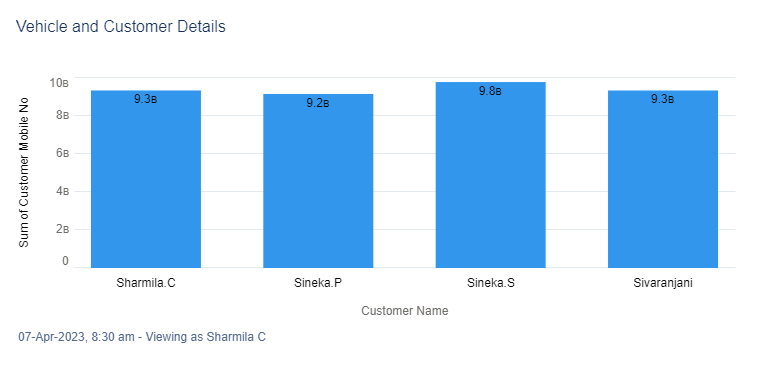 Vehicle and Customer Details
Sum of Customer Mobile No
10B
8B
6B
4B
2B
0
9.3B
9.2B
9.8B
9.3B
Sharmila.C
Sineka.P
Sineka.S
Sivaranjani
Customer Name
07-Apr-2023, 8:30 am - Viewing as Sharmila C